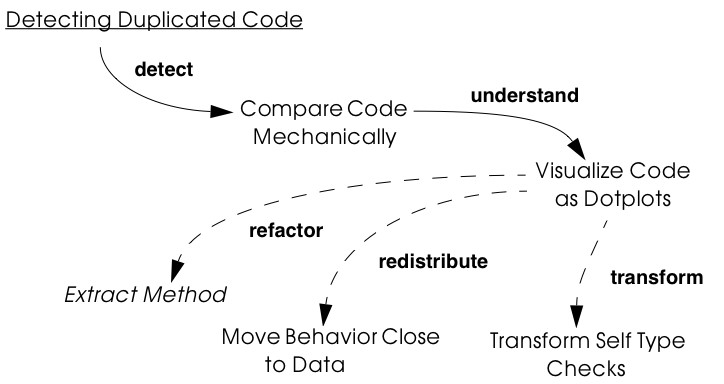 Detecting Duplicated Code
detect
understand
Compare Code
Mechanically
Visualize Code
as Dotplots
refactor
redistribute
transform
Extract Method
Move Behavior Close
to Data
Transform Self Type
Checks